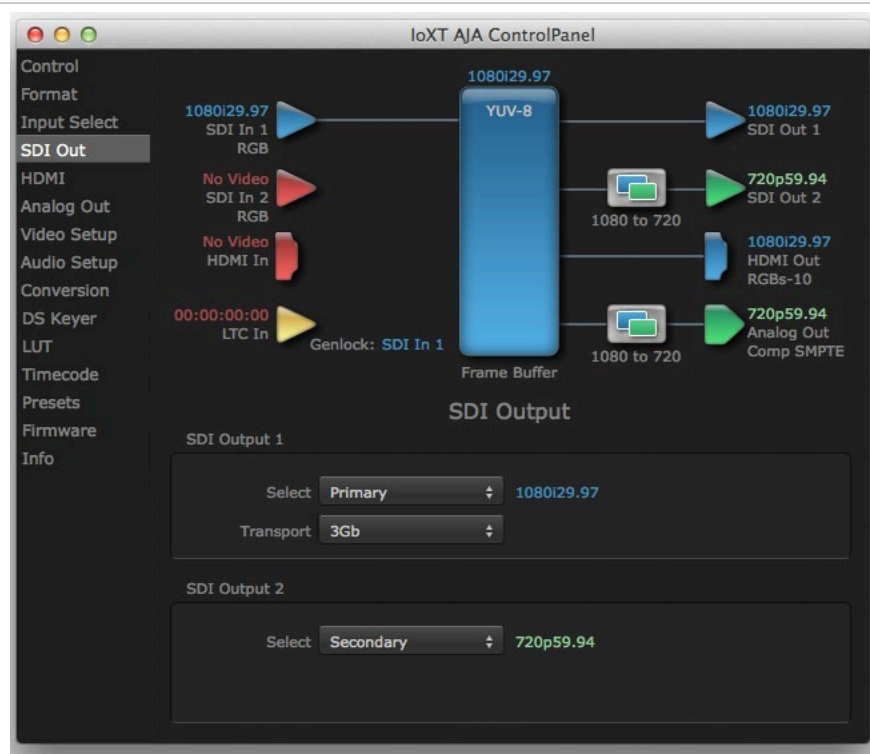 IoXT AJA ControlPanel
Control
Format
Input Select
SDI Out
HDMI
Analog Out
Video Setup
Audio Setup
Conversion
DS Keyer
LUT
Timecode
Presets
Firmware
Info
1080i29.97
SDI In 1
RGB
No Video
SDI In 2
RGB
No Video
HDMI In
00:00:00:00
LTC In
Genlock: SDI In 1
1080i29.97
YUV-8
Frame Buffer
1080 to 720
1080 to 720
1080i29.97
SDI Out 1
720p59.94
SDI Out 2
1080i29.97
HDMI Out
RGBs-10
720p59.94
Analog Out
Comp SMPTE
SDI Output
SDI Output 1
Select Primary 1080i29.97
Transport 3Gb
SDI Output 2
Select Secondary 720p59.94